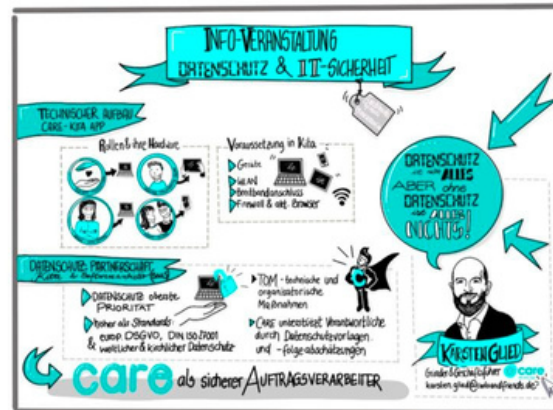 INFO-VERANSTALTUNG
DATENSCHUTZ & IT-SICHERHEIT
TECHNISCHER AUFBAU
CARE-KITA APP
Rollen & ihre Hardware
Voraussetzung in Kita
Geräte
WLAN
Breitbandanschluss
Firewall & akt. Browser
DATENSCHUTZ
ist nicht ALLES
ABER ohne
DATENSCHUTZ
ist alles
NICHTS!
DATENSCHUTZ-PARTNERSCHAFT
DATENSCHUTZ oberste
PRIORITÄT
höher als Standards:
europ. DSGVO, DIN ISO 27001
& weltlicher & kirchlicher Datenschutz
TOM - technische und
organisatorische
Maßnahmen
CARE unterstützt Verantwortliche
durch Datenschutzvorlagen
und -folgeabschätzungen
KARSTEN GLIED
Gründer & Geschäftsführer care
care als sicherer AUFTRAGSVERARBEITER